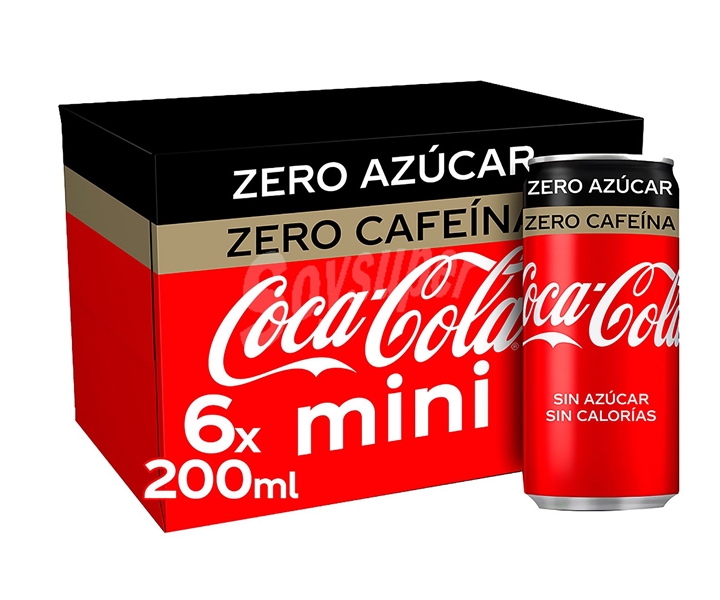 ZERO AZÚCAR
ZERO CAFEÍNA
Coca-Cola
mini
6x
200ml
Soysuper
ZERO AZÚCAR
ZERO CAFEÍNA
Coca-Cola
SIN AZÚCAR
SIN CALORÍAS